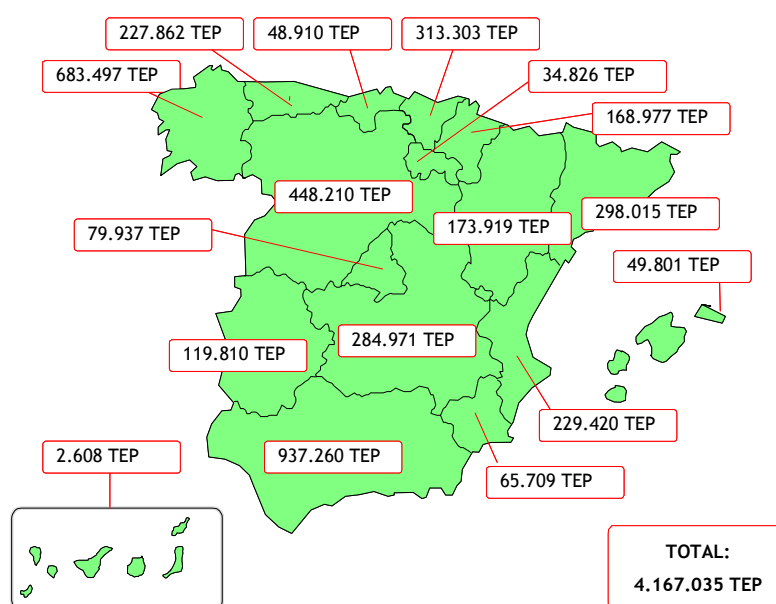 227.862 TEP
48.910 TEP
313.303 TEP
683.497 TEP
34.826 TEP
168.977 TEP
448.210 TEP
298.015 TEP
79.937 TEP
173.919 TEP
49.801 TEP
119.810 TEP
284.971 TEP
229.420 TEP
2.608 TEP
937.260 TEP
65.709 TEP
TOTAL:
4.167.035 TEP